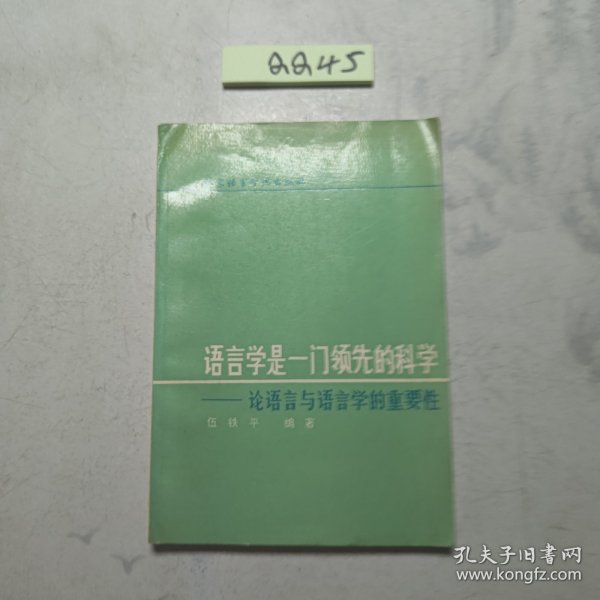 2245
语言学是一门领先的科学
——论语言与语言学的重要性
伍铁平 编著
孔夫子旧书网
www.kongfz.com